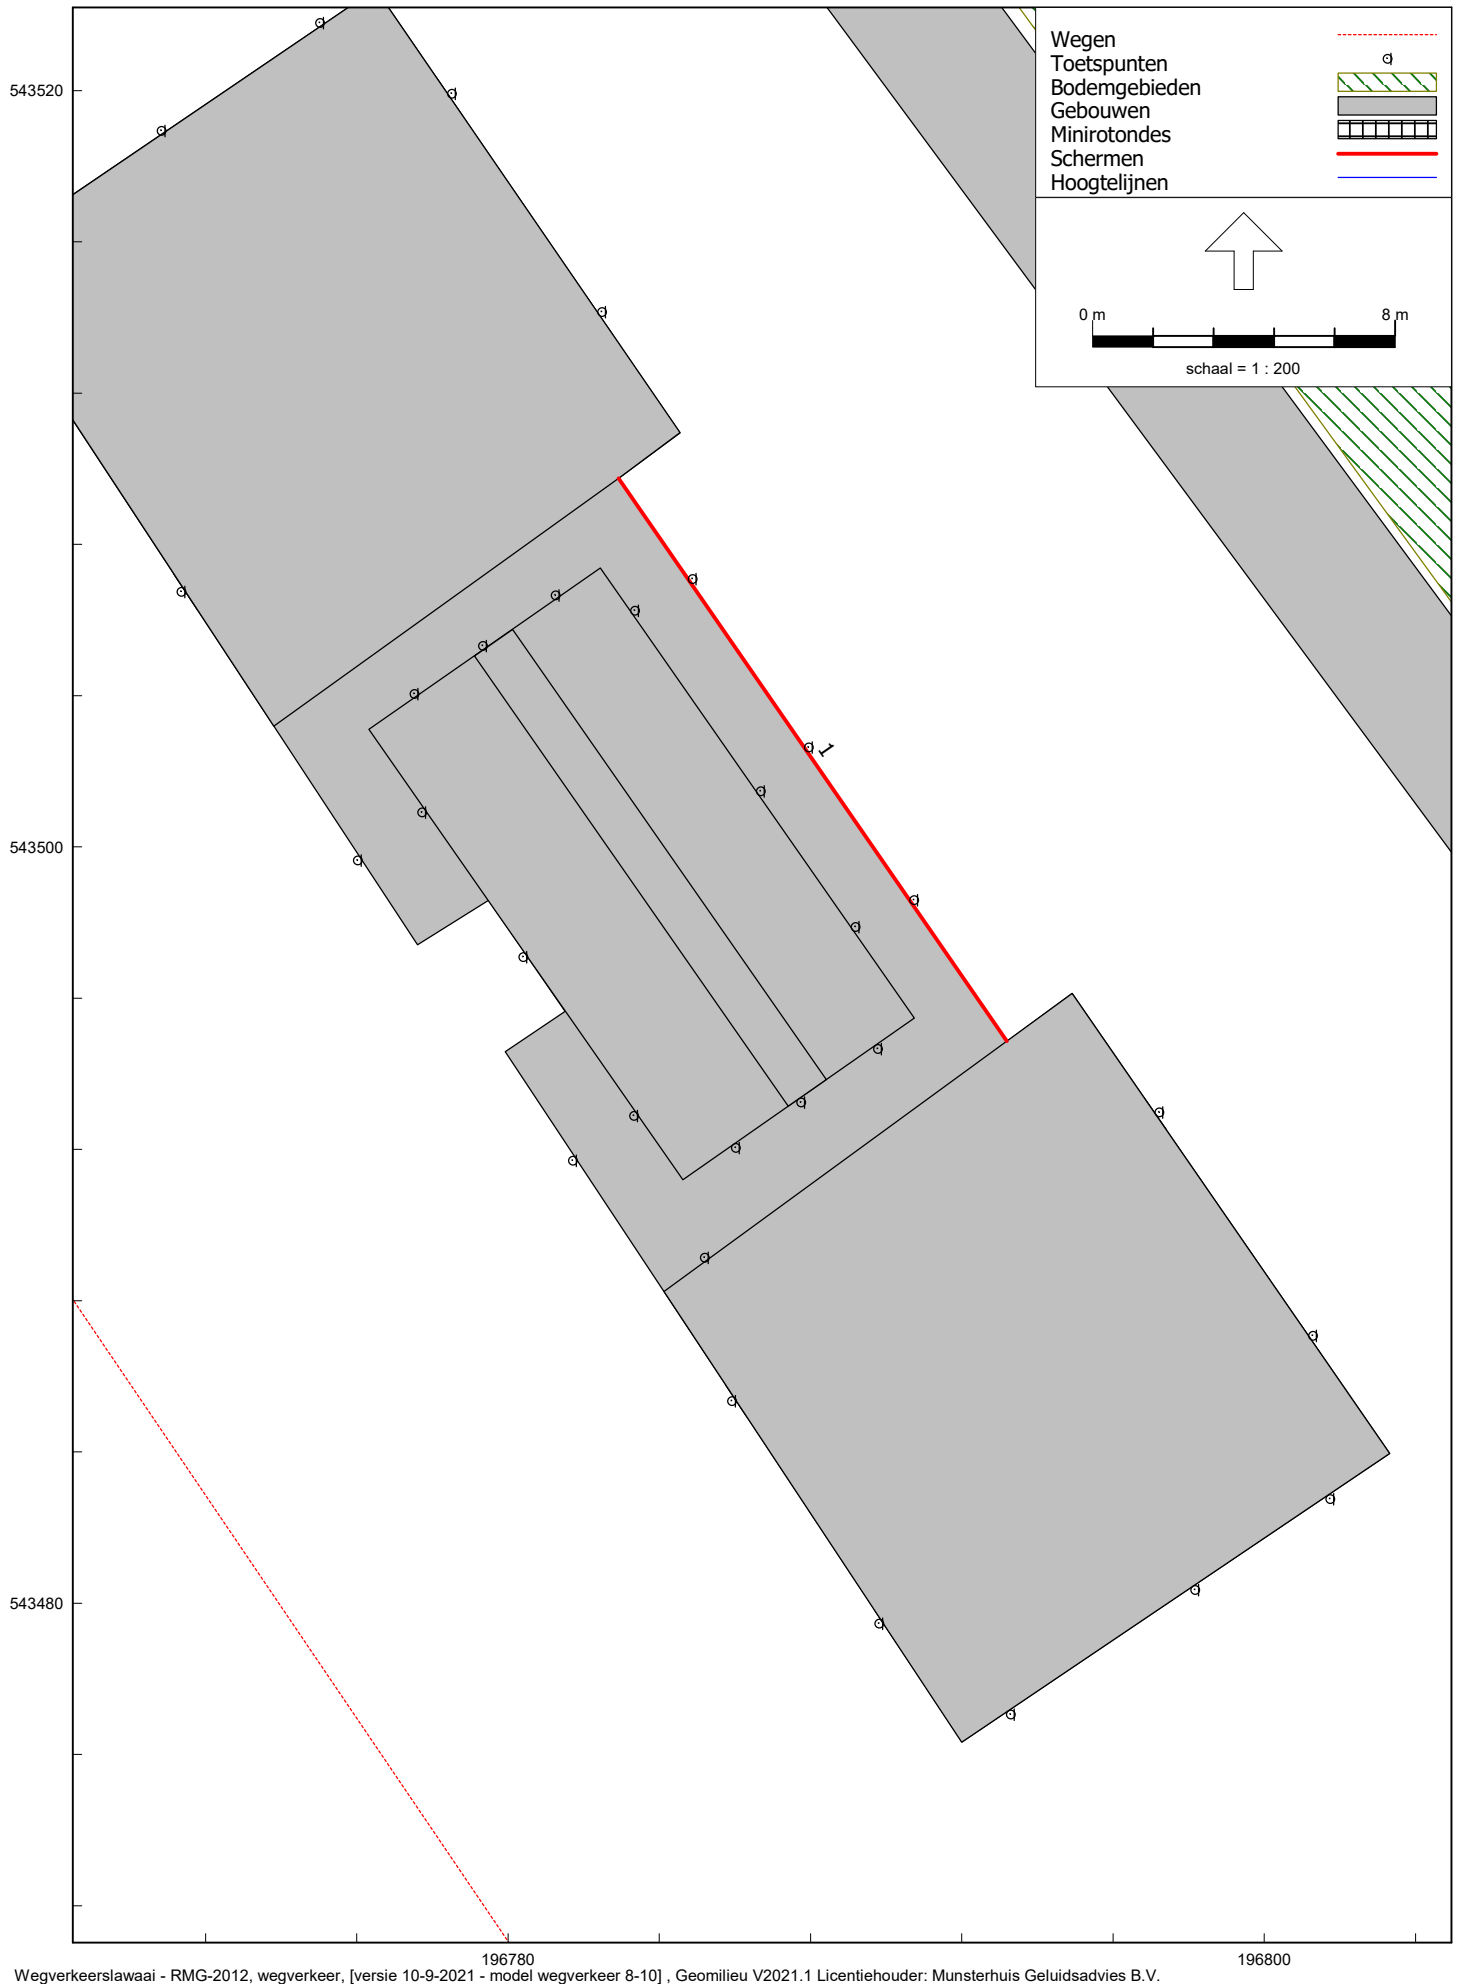 Wegen
Toetspunten
Bodemgebieden
Gebouwen
Minirotondes
Schermen
Hoogtelijnen
0 m
8 m
schaal = 1 : 200
543520
543500
543480
1
196780
196800
Wegverkeerslawaai - RMG-2012, wegverkeer, [versie 10-9-2021 - model wegverkeer 8-10] , Geomilieu V2021.1 Licentiehouder: Munsterhuis Geluidsadvies B.V.